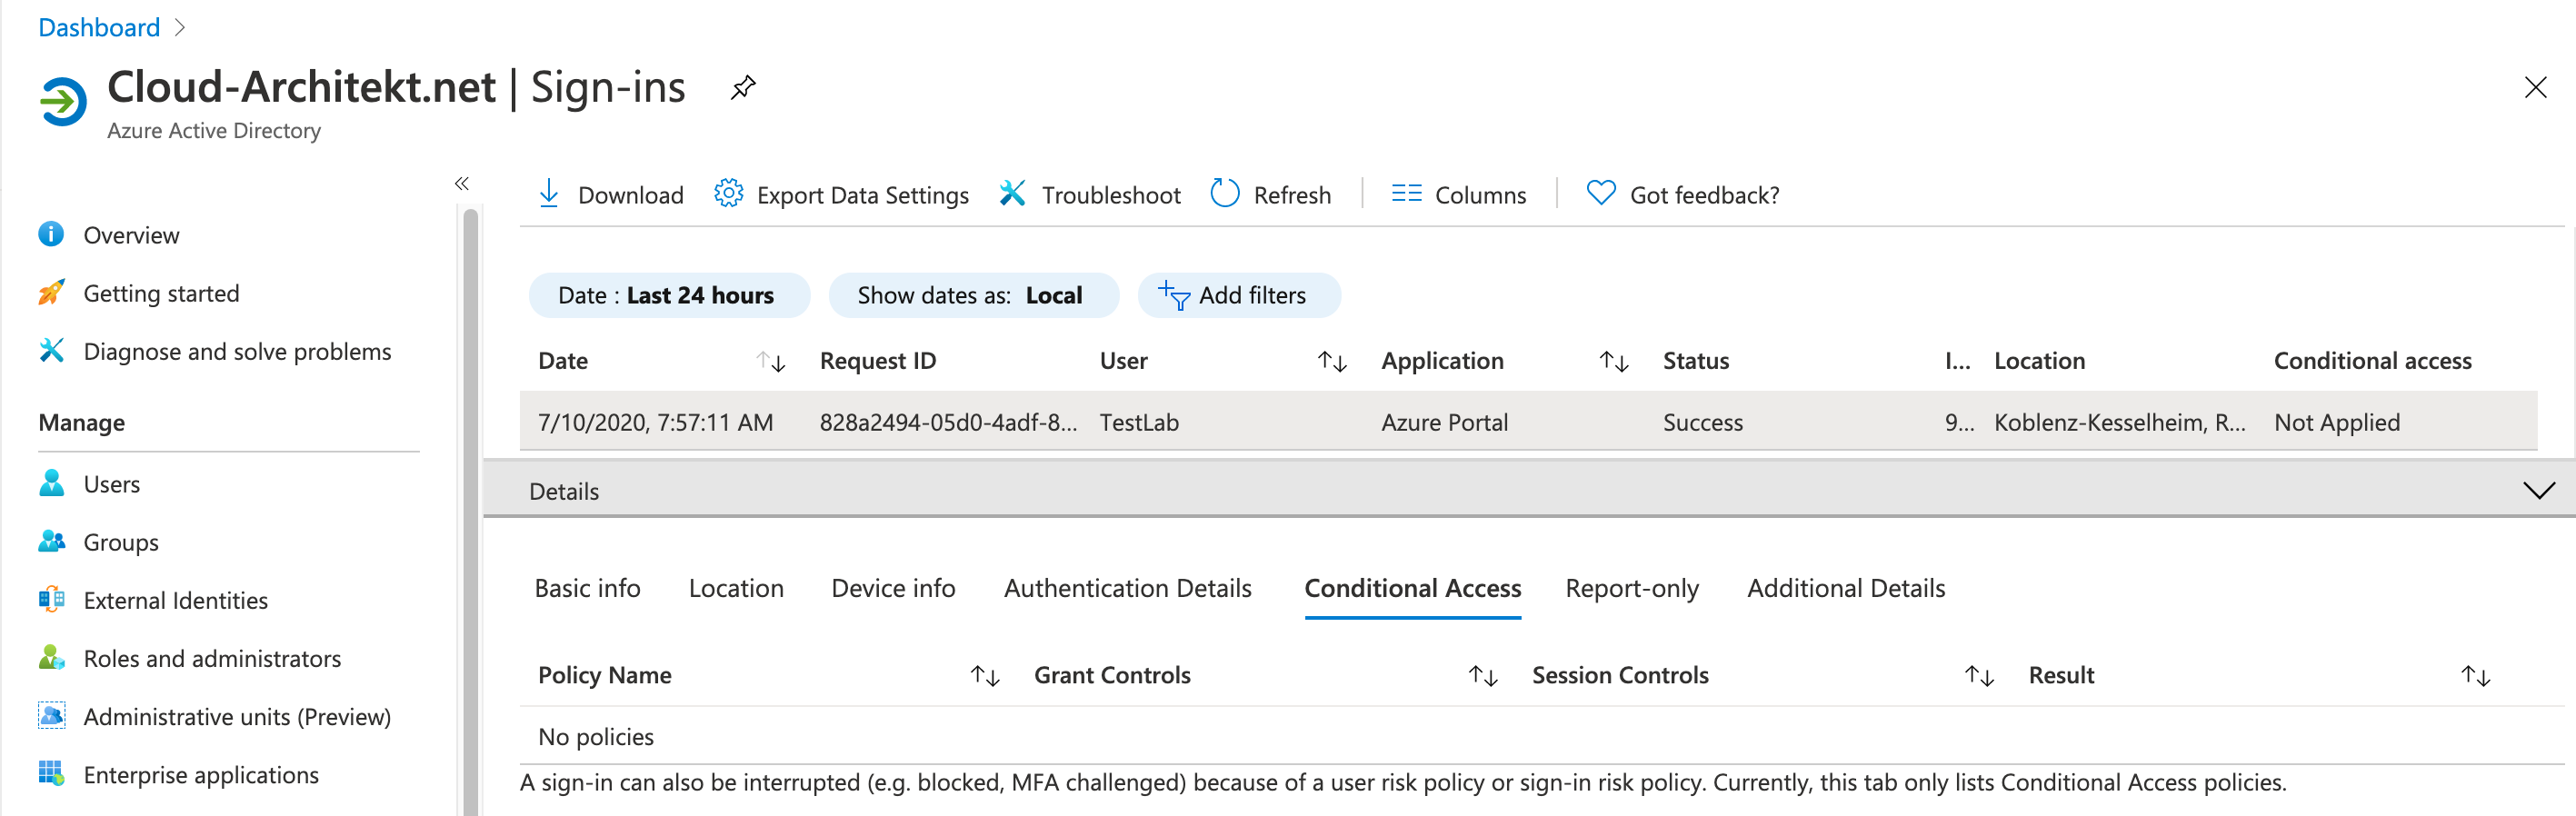 Dashboard
Cloud-Architekt.net | Sign-ins
Azure Active Directory
Overview
Getting started
Diagnose and solve problems
Manage
Users
Groups
External Identities
Roles and administrators
Administrative units (Preview)
Enterprise applications
Download Export Data Settings Troubleshoot Refresh Columns Got feedback?
Date : Last 24 hours Show dates as: Local Add filters
Date Request ID User Application Status I... Location Conditional access
7/10/2020, 7:57:11 AM 828a2494-05d0-4adf-8... TestLab Azure Portal Success 9... Koblenz-Kesselheim, R... Not Applied
Details
Basic info Location Device info Authentication Details Conditional Access Report-only Additional Details
Policy Name Grant Controls Session Controls Result
No policies
A sign-in can also be interrupted (e.g. blocked, MFA challenged) because of a user risk policy or sign-in risk policy. Currently, this tab only lists Conditional Access policies.